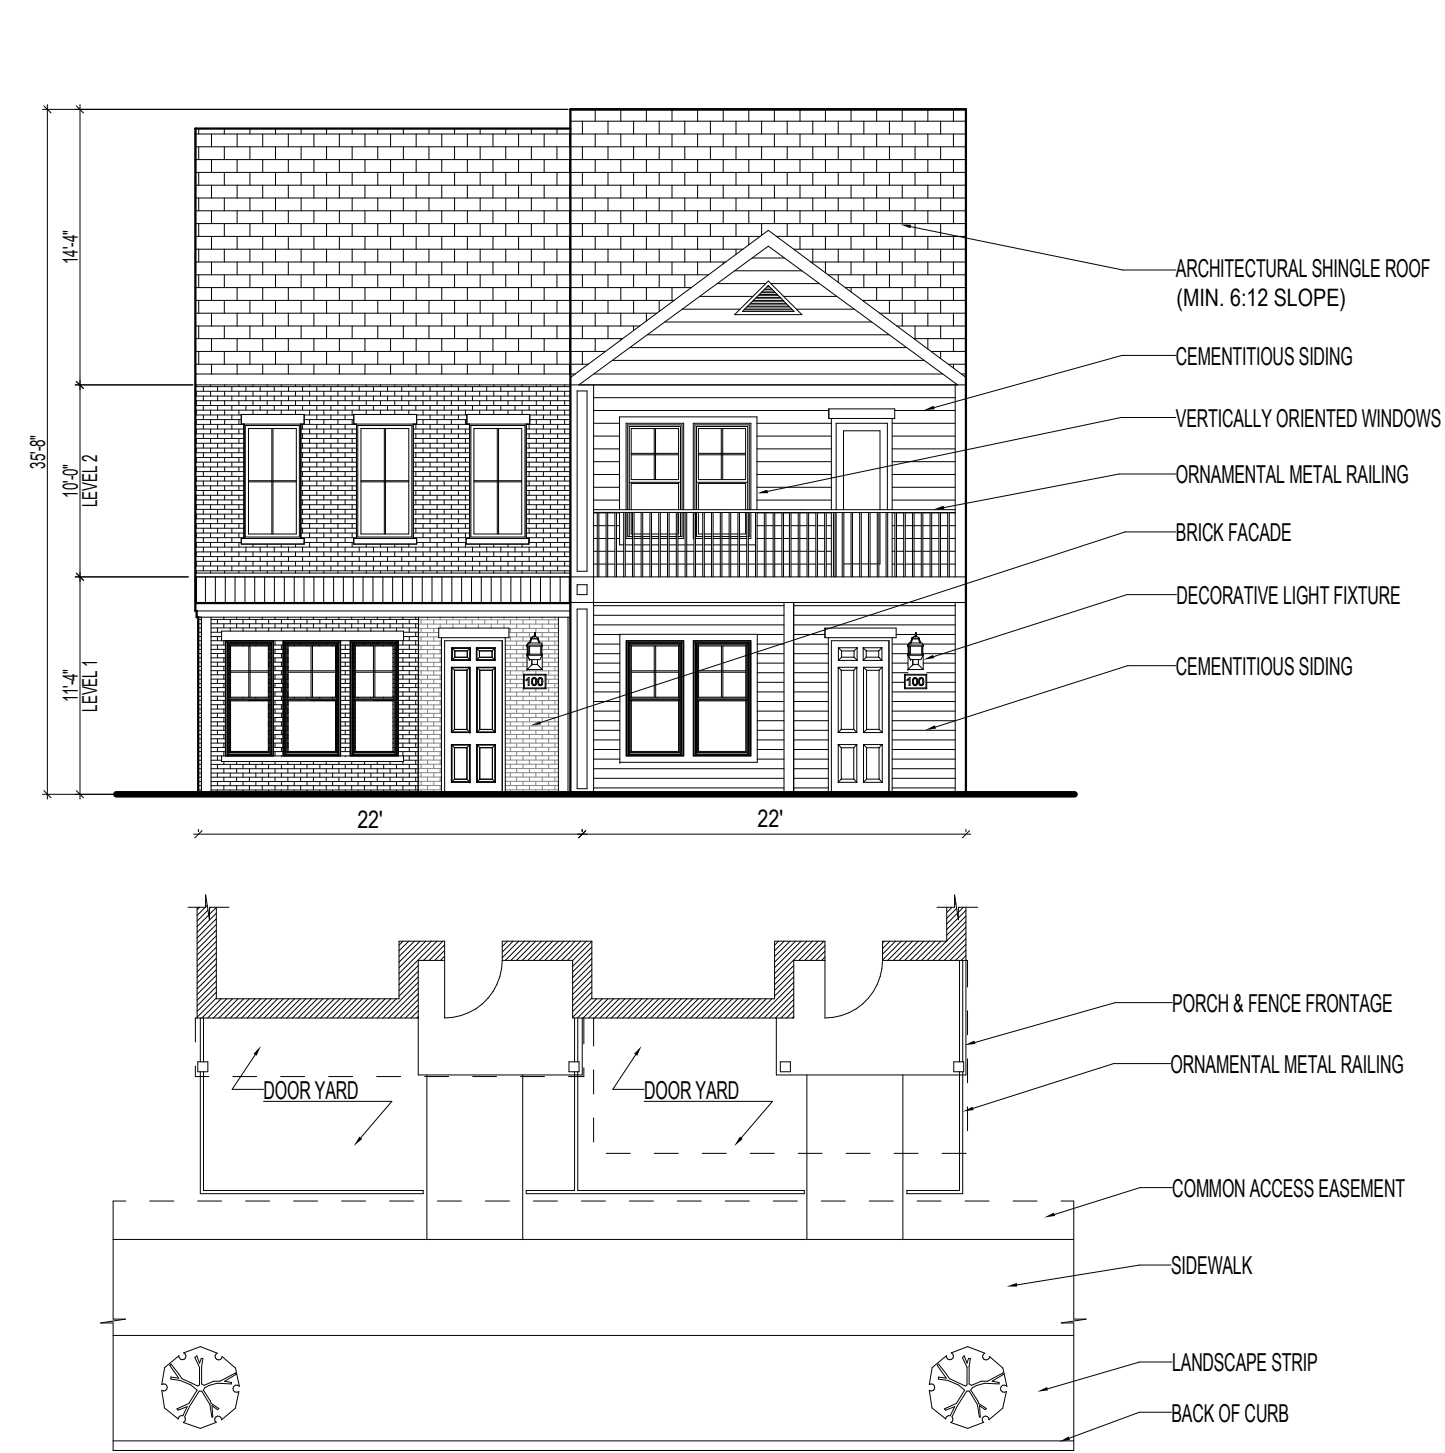 14'-4"
35'-8"
10'-0"
LEVEL 2
11'-4"
LEVEL 1
ARCHITECTURAL SHINGLE ROOF
(MIN. 6:12 SLOPE)
CEMENTITIOUS SIDING
VERTICALLY ORIENTED WINDOWS
ORNAMENTAL METAL RAILING
BRICK FACADE
DECORATIVE LIGHT FIXTURE
CEMENTITIOUS SIDING
100
100
22'
22'
PORCH & FENCE FRONTAGE
ORNAMENTAL METAL RAILING
DOOR YARD
DOOR YARD
COMMON ACCESS EASEMENT
SIDEWALK
LANDSCAPE STRIP
BACK OF CURB